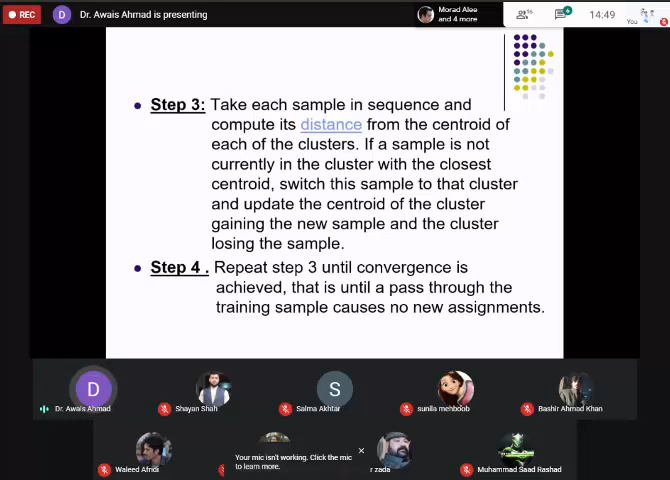 REC
D
Dr. Awais Ahmad is presenting
Morad Alee
and 4 more
16
4
14:49
You
• Step 3: Take each sample in sequence and
compute its distance from the centroid of
each of the clusters. If a sample is not
currently in the cluster with the closest
centroid, switch this sample to that cluster
and update the centroid of the cluster
gaining the new sample and the cluster
losing the sample.
• Step 4 . Repeat step 3 until convergence is
achieved, that is until a pass through the
training sample causes no new assignments.
D
S
Dr. Awais Ahmad
Shayan Shah
Salma Akhtar
sunila mehboob
Bashir Ahmad Khan
Waleed Afridi
Your mic isn't working. Click the mic
to learn more.
r zada
Muhammad Saad Rashad